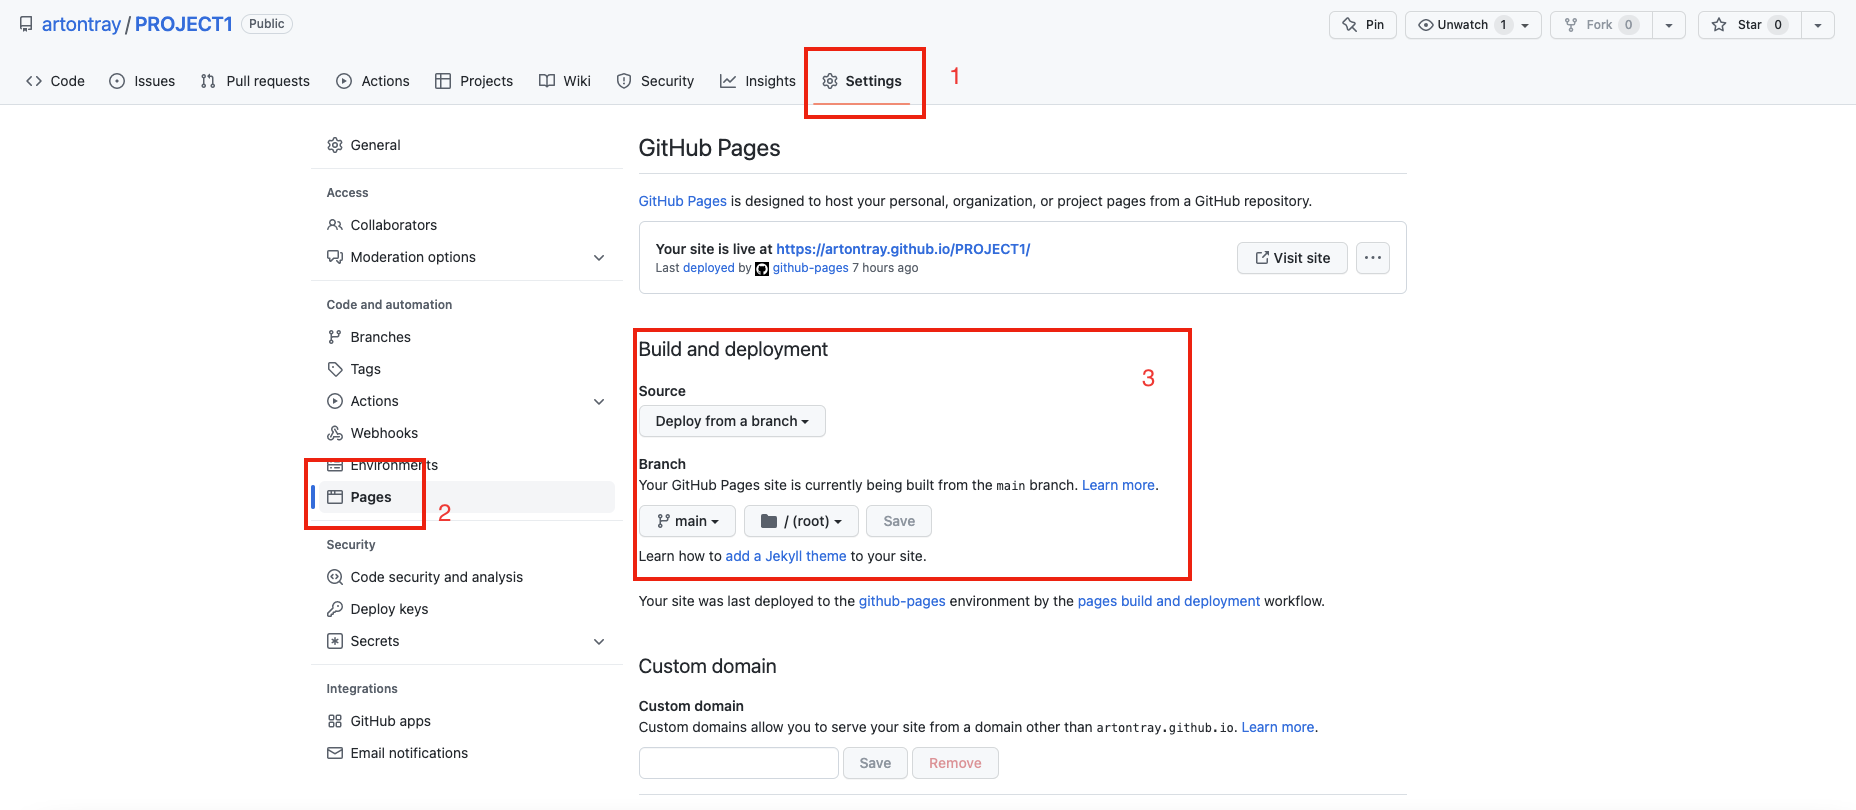 artontray / PROJECT1 Public
Pin Unwatch 1 Fork 0 Star 0
Code Issues Pull requests Actions Projects Wiki Security Insights Settings 1
General
Access
Collaborators
Moderation options
Code and automation
Branches
Tags
Actions
Webhooks
Environments
Pages 2
Security
Code security and analysis
Deploy keys
Secrets
Integrations
GitHub apps
Email notifications
GitHub Pages
GitHub Pages is designed to host your personal, organization, or project pages from a GitHub repository.
Your site is live at https://artontray.github.io/PROJECT1/
Last deployed by github-pages 7 hours ago
Visit site
Build and deployment
3
Source
Deploy from a branch
Branch
Your GitHub Pages site is currently being built from the main branch. Learn more.
main / (root) Save
Learn how to add a Jekyll theme to your site.
Your site was last deployed to the github-pages environment by the pages build and deployment workflow.
Custom domain
Custom domain
Custom domains allow you to serve your site from a domain other than artontray.github.io. Learn more.
Save Remove